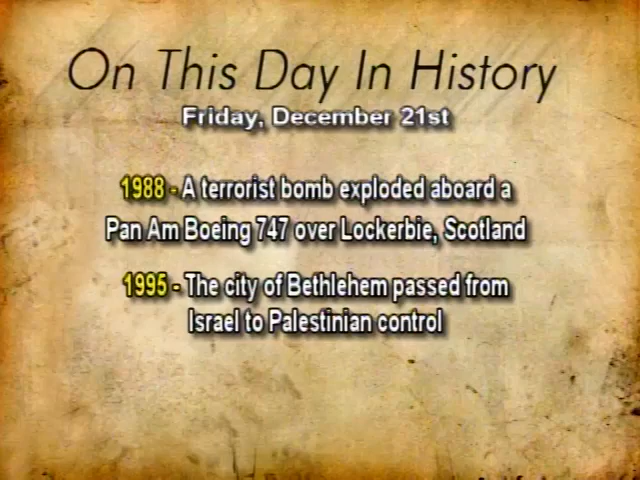 On This Day In History
Friday, December 21st
1988 - A terrorist bomb exploded aboard a
Pan Am Boeing 747 over Lockerbie, Scotland
1995 - The city of Bethlehem passed from
Israel to Palestinian control